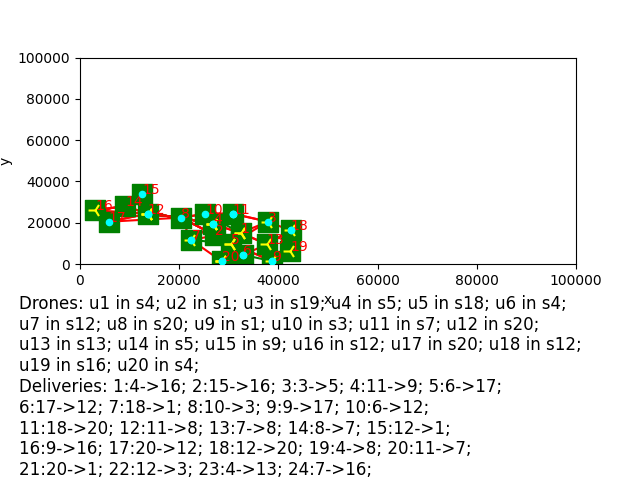 100000
80000
60000
40000
20000
0
y
0 20000 40000 60000 80000 100000
x
Drones: u1 in s4; u2 in s1; u3 in s19; u4 in s5; u5 in s18; u6 in s4;
u7 in s12; u8 in s20; u9 in s1; u10 in s3; u11 in s7; u12 in s20;
u13 in s13; u14 in s5; u15 in s9; u16 in s12; u17 in s20; u18 in s12;
u19 in s16; u20 in s4;
Deliveries: 1:4->16; 2:15->16; 3:3->5; 4:11->9; 5:6->17;
6:17->12; 7:18->1; 8:10->3; 9:9->17; 10:6->12;
11:18->20; 12:11->8; 13:7->8; 14:8->7; 15:12->1;
16:9->16; 17:20->12; 18:12->20; 19:4->8; 20:11->7;
21:20->1; 22:12->3; 23:4->13; 24:7->16;